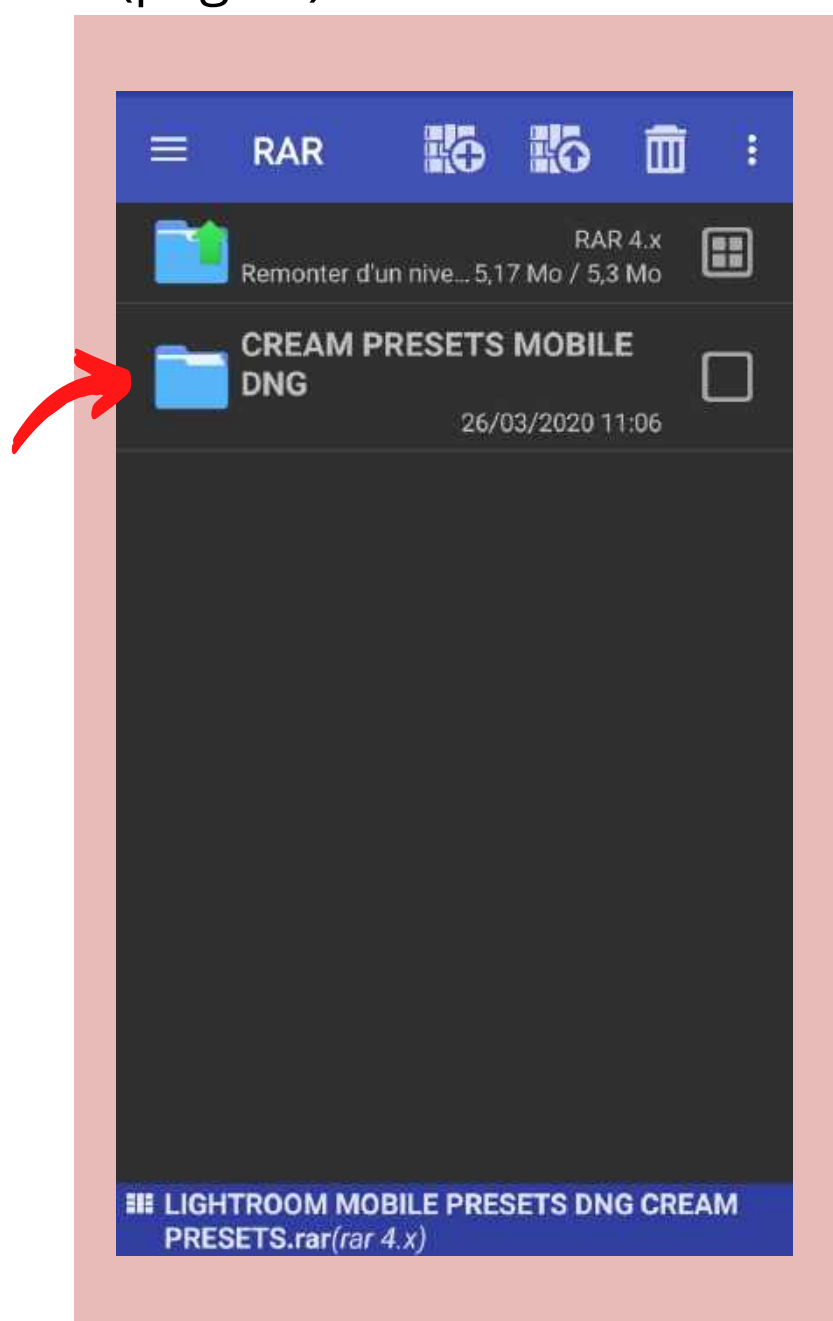 RAR
RAR 4.x
Remonter d'un nive... 5,17 Mo / 5,3 Mo
CREAM PRESETS MOBILE
DNG
26/03/2020 11:06
LIGHTROOM MOBILE PRESETS DNG CREAM
PRESETS.rar(rar 4.x)